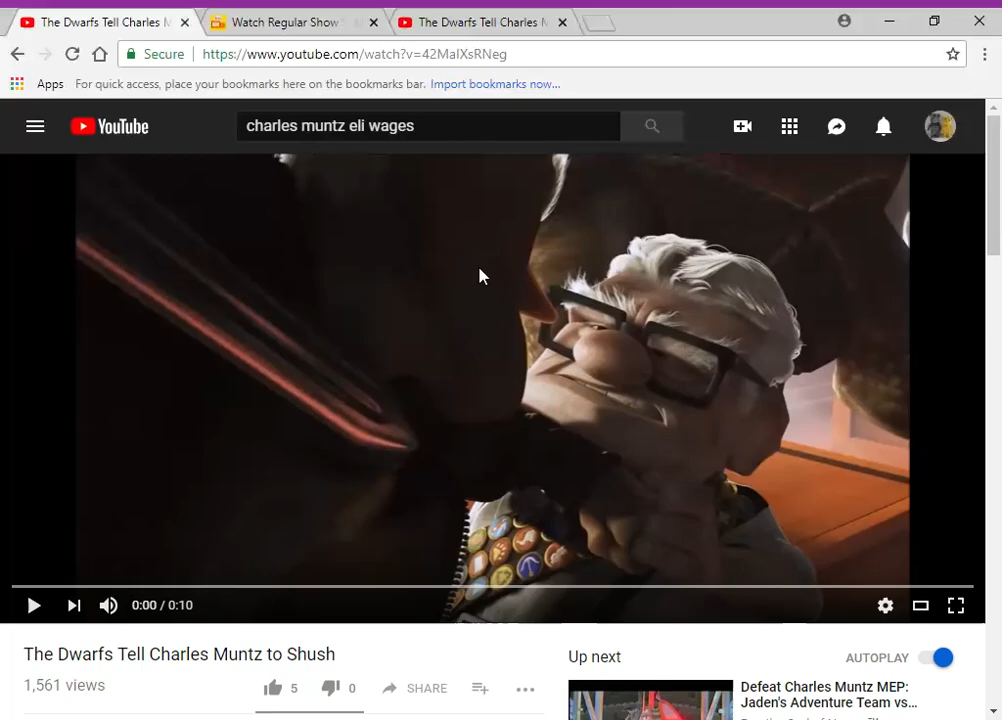 The Dwarfs Tell Charles M
Watch Regular Show
The Dwarfs Tell Charles M
Secure https://www.youtube.com/watch?v=42MaIXsRNeg
Apps For quick access, place your bookmarks here on the bookmarks bar. Import bookmarks now...
YouTube charles muntz eli wages
0:00 / 0:10
The Dwarfs Tell Charles Muntz to Shush
1,561 views
5 0 SHARE
Up next AUTOPLAY
Defeat Charles Muntz MEP:
Jaden's Adventure Team vs...